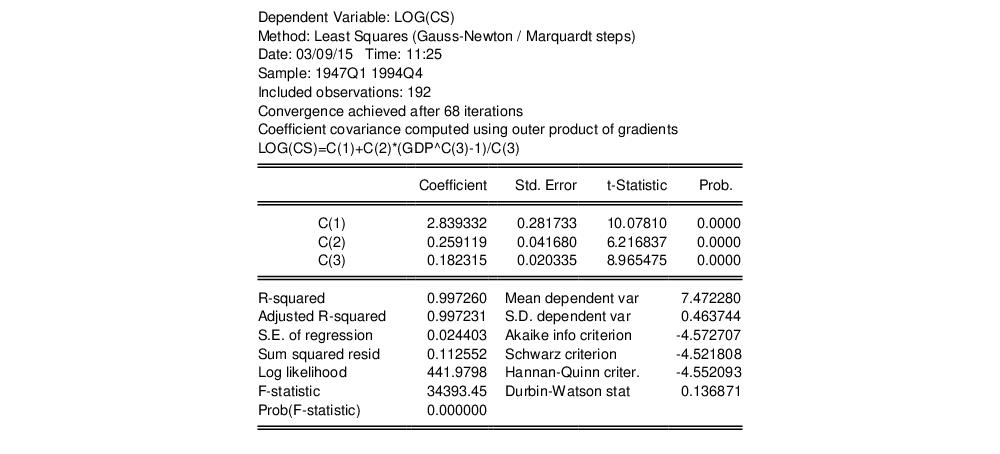 Dependent Variable: LOG(CS)
Method: Least Squares (Gauss-Newton / Marquardt steps)
Date: 03/09/15 Time: 11:25
Sample: 1947Q1 1994Q4
Included observations: 192
Convergence achieved after 68 iterations
Coefficient covariance computed using outer product of gradients
LOG(CS)=C(1)+C(2)*(GDP^C(3)-1)/C(3)
Coefficient Std. Error t-Statistic Prob.
C(1) 2.839332 0.281733 10.07810 0.0000
C(2) 0.259119 0.041680 6.216837 0.0000
C(3) 0.182315 0.020335 8.965475 0.0000
R-squared 0.997260 Mean dependent var 7.472280
Adjusted R-squared 0.997231 S.D. dependent var 0.463744
S.E. of regression 0.024403 Akaike info criterion -4.572707
Sum squared resid 0.112552 Schwarz criterion -4.521808
Log likelihood 441.9798 Hannan-Quinn criter. -4.552093
F-statistic 34393.45 Durbin-Watson stat 0.136871
Prob(F-statistic) 0.000000